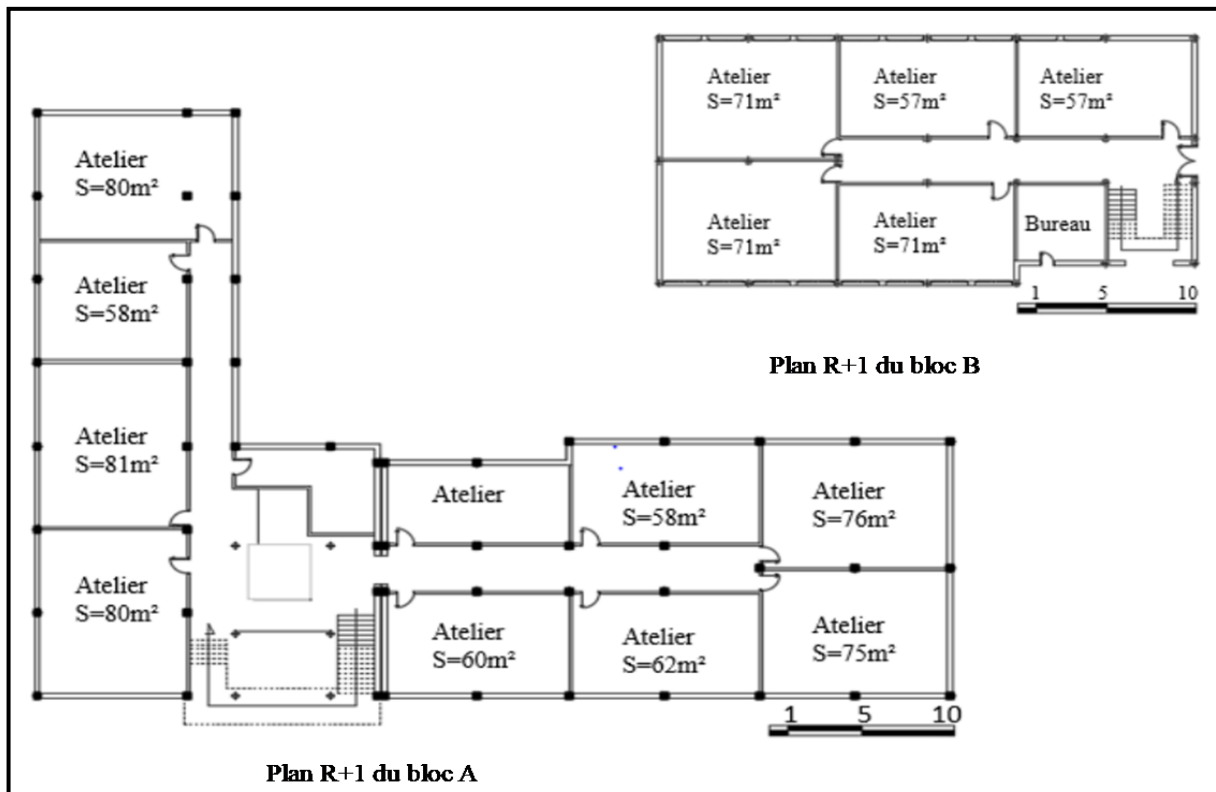 Atelier
S=71m²
Atelier
S=57m²
Atelier
S=57m²
Atelier
S=71m²
Atelier
S=71m²
Bureau
1 5 10
Plan R+1 du bloc B
Atelier
S=80m²
Atelier
S=58m²
Atelier
S=81m²
Atelier
S=80m²
Atelier
Atelier
S=58m²
Atelier
S=76m²
Atelier
S=60m²
Atelier
S=62m²
Atelier
S=75m²
1 5 10
Plan R+1 du bloc A